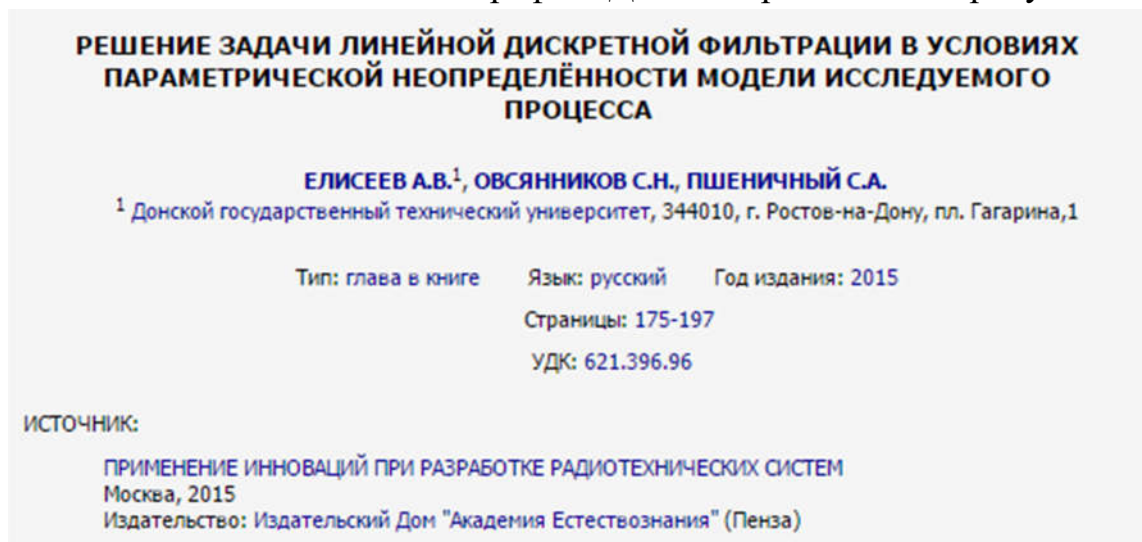 РЕШЕНИЕ ЗАДАЧИ ЛИНЕЙНОЙ ДИСКРЕТНОЙ ФИЛЬТРАЦИИ В УСЛОВИЯХ
ПАРАМЕТРИЧЕСКОЙ НЕОПРЕДЕЛЁННОСТИ МОДЕЛИ ИССЛЕДУЕМОГО
ПРОЦЕССА
ЕЛИСЕЕВ А.В.1, ОВСЯННИКОВ С.Н., ПШЕНИЧНЫЙ С.А.
1 Донской государственный технический университет, 344010, г. Ростов-на-Дону, пл. Гагарина,1
Тип: глава в книге Язык: русский Год издания: 2015
Страницы: 175-197
УДК: 621.396.96
ИСТОЧНИК:
ПРИМЕНЕНИЕ ИННОВАЦИЙ ПРИ РАЗРАБОТКЕ РАДИОТЕХНИЧЕСКИХ СИСТЕМ
Москва, 2015
Издательство: Издательский Дом "Академия Естествознания" (Пенза)